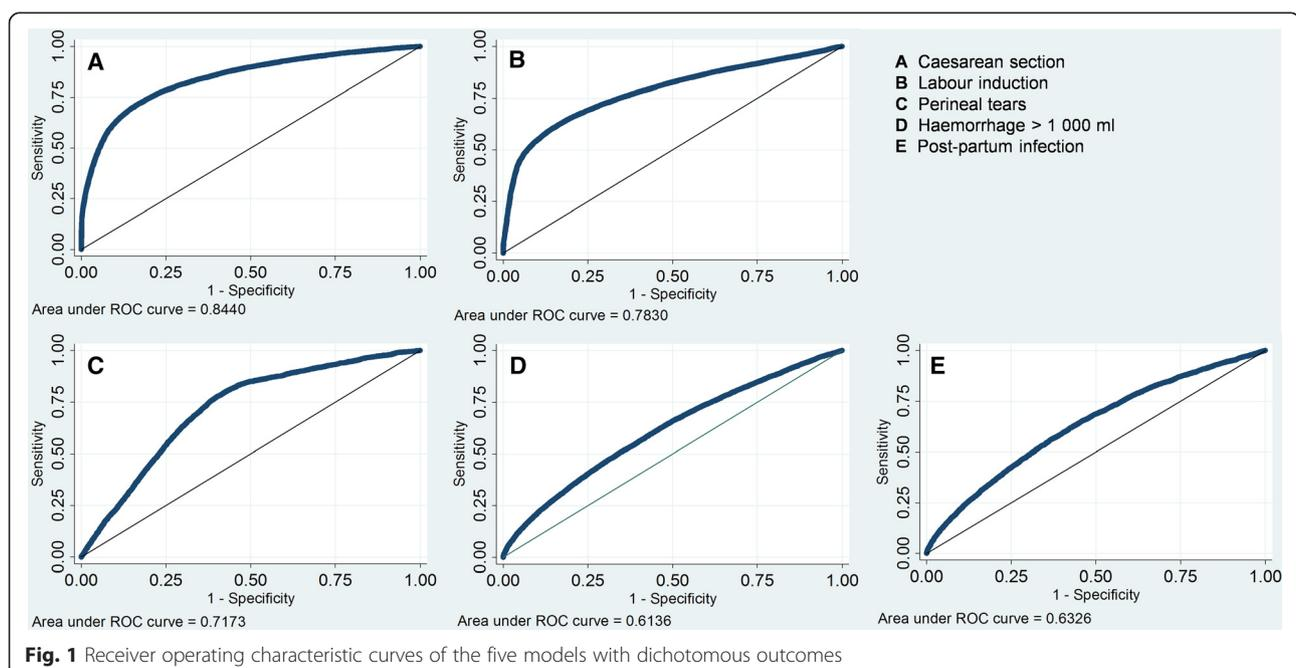 A
Sensitivity
0.00 0.25 0.50 0.75 1.00
0.00 0.25 0.50 0.75 1.00
1 - Specificity
Area under ROC curve = 0.8440
B
Sensitivity
0.00 0.25 0.50 0.75 1.00
0.00 0.25 0.50 0.75 1.00
1 - Specificity
Area under ROC curve = 0.7830
A Caesarean section
B Labour induction
C Perineal tears
D Haemorrhage > 1 000 ml
E Post-partum infection
C
Sensitivity
0.00 0.25 0.50 0.75 1.00
0.00 0.25 0.50 0.75 1.00
1 - Specificity
Area under ROC curve = 0.7173
D
Sensitivity
0.00 0.25 0.50 0.75 1.00
0.00 0.25 0.50 0.75 1.00
1 - Specificity
Area under ROC curve = 0.6136
E
Sensitivity
0.00 0.25 0.50 0.75 1.00
0.00 0.25 0.50 0.75 1.00
1 - Specificity
Area under ROC curve = 0.6326
Fig. 1 Receiver operating characteristic curves of the five models with dichotomous outcomes